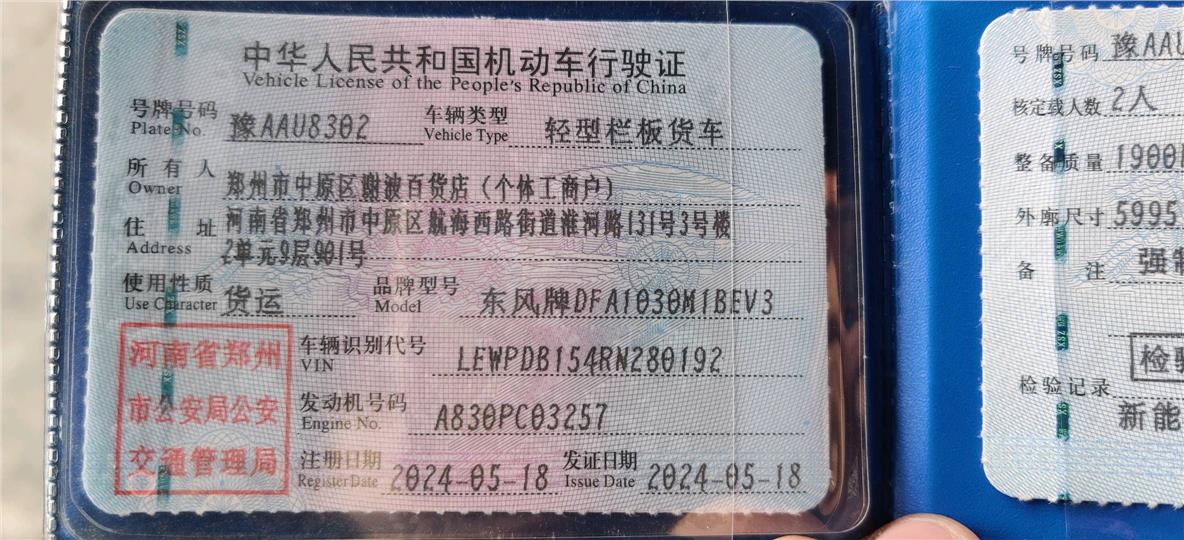 中华人民共和国机动车行驶证
Vehicle License of the People's Republic of China
号牌号码 豫AAU8302 车辆类型 轻型栏板货车
Plate No. Vehicle Type
所有人 郑州市中原区谢波百货店（个体工商户）
Owner
住址 河南省郑州市中原区航海西路街道淮河路131号3号楼
Address 2单元9层901号
使用性质 货运 品牌型号 东风牌DFA1030M1BEV3
Use Character Model
车辆识别代号 LEWPDB154RN280192
VIN
发动机号码 A830PC03257
Engine No.
注册日期 2024-05-18 发证日期 2024-05-18
Register Date Issue Date
河南省郑州
市公安局公安
交通管理局
号牌号码 豫AAU
核定载人数 2人
整备质量 1900
外廓尺寸 5995
备注 强制
检验
检验记录
新能